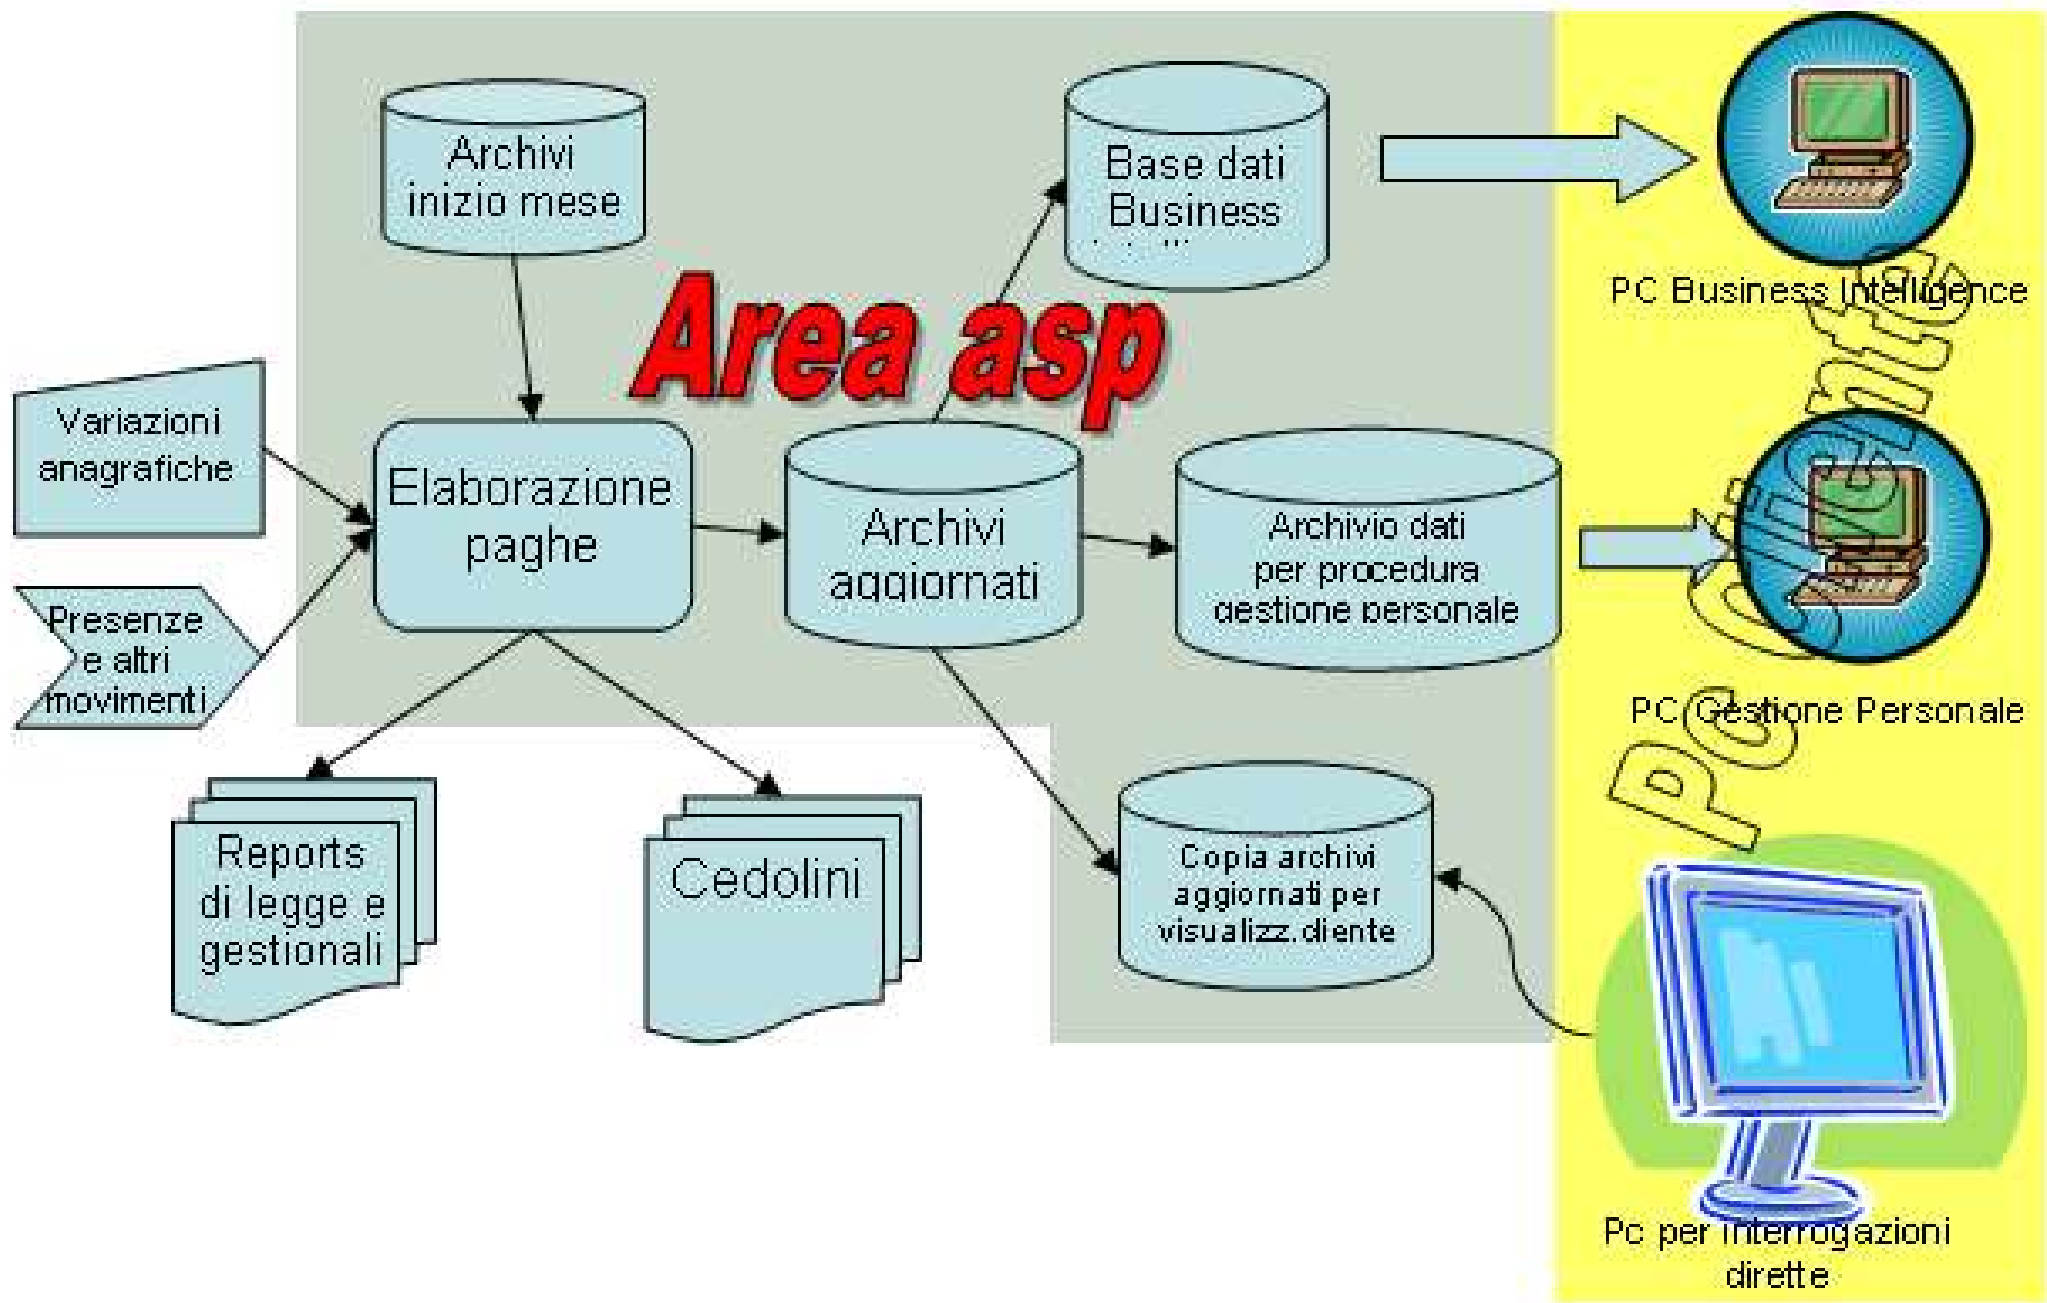 Archivi
inizio mese
Base dati
Business
PC Business Intelligence
Area asp
Variazioni
anagrafiche
Elaborazione
paghe
Archivi
aggiornati
Archivio dati
per procedura
gestione personale
Presenze
e altri
movimenti
PC Gestione Personale
Pc Cliente
Reports
di legge e
gestionali
Cedolini
Copia archivi
aggiornati per
visualizz.cliente
Pc per interrogazioni
dirette